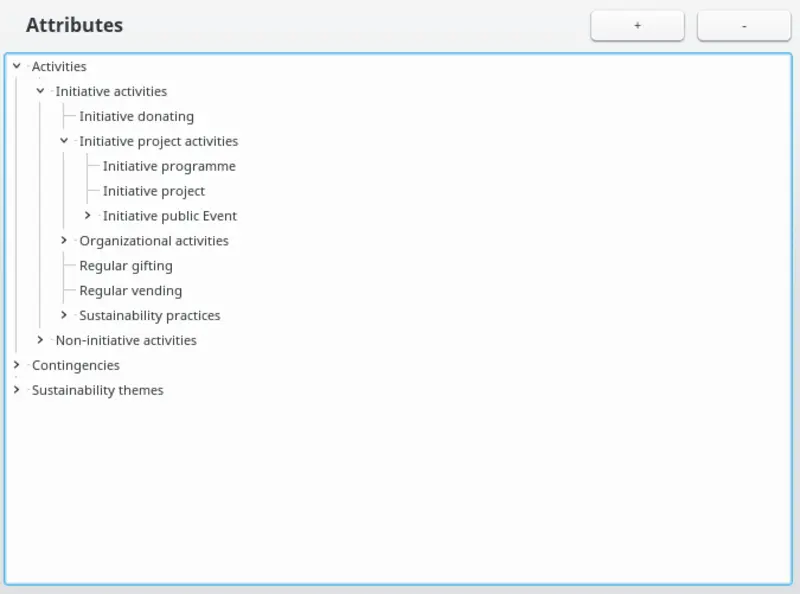 Attributes
+
-
Activities
Initiative activities
Initiative donating
Initiative project activities
Initiative programme
Initiative project
Initiative public Event
Organizational activities
Regular gifting
Regular vending
Sustainability practices
Non-initiative activities
Contingencies
Sustainability themes